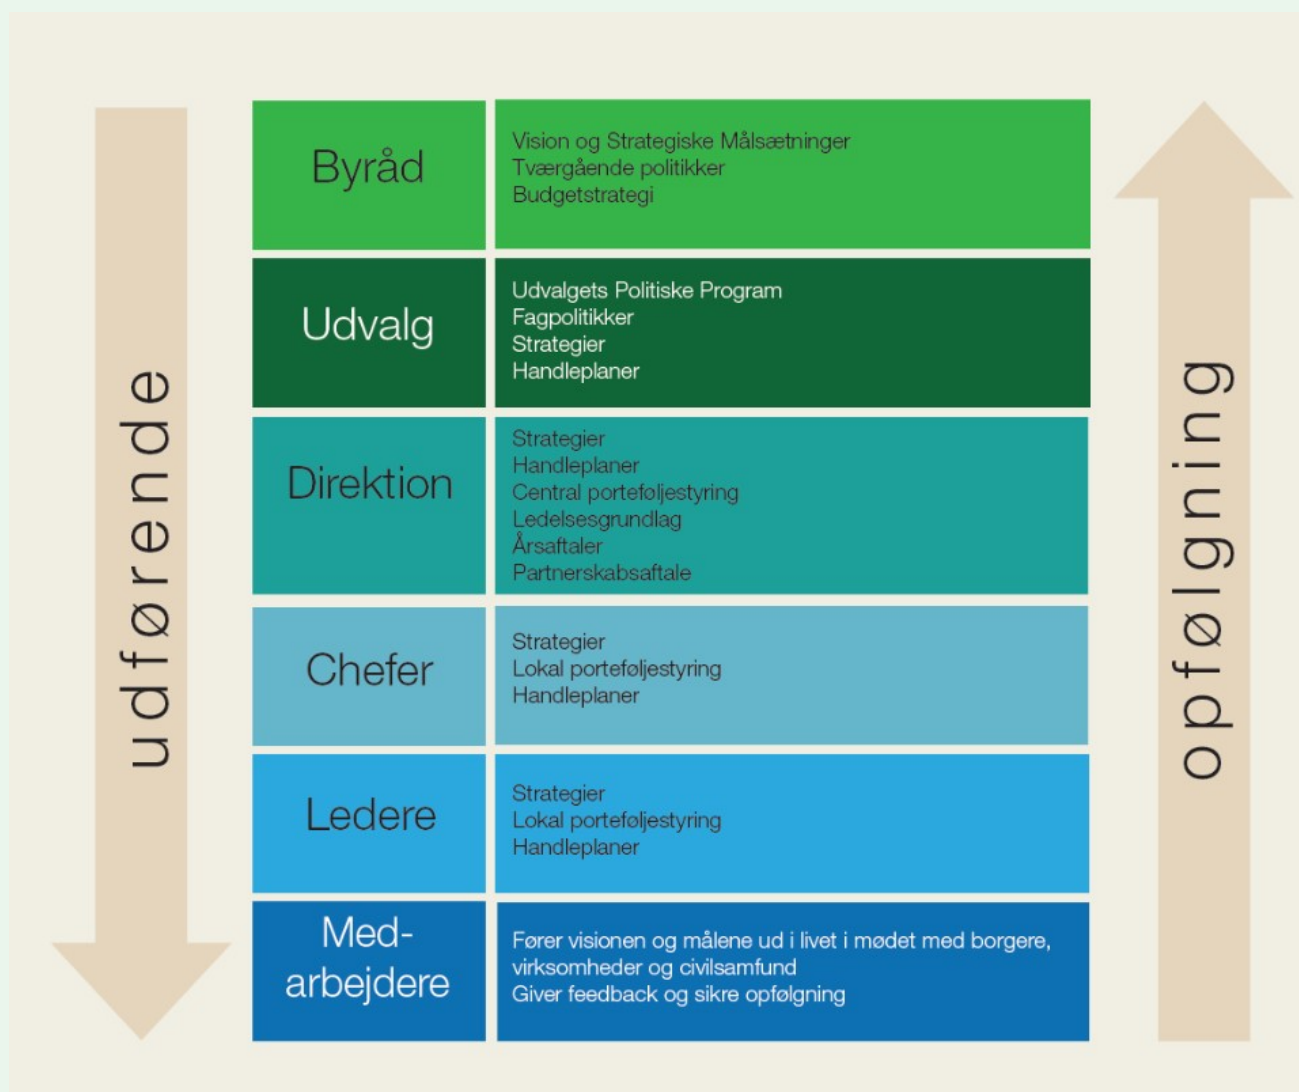 udførende
Byråd
Vision og Strategiske Målsætninger
Tværgående politikker
Budgetstrategi
Udvalg
Udvalgets Politiske Program
Fagpolitikker
Strategier
Handleplaner
Direktion
Strategier
Handleplaner
Central porteføljestyring
Ledelsesgrundlag
Årsaftaler
Partnerskabsaftale
Chefer
Strategier
Lokal porteføljestyring
Handleplaner
Ledere
Strategier
Lokal porteføljestyring
Handleplaner
Med-
arbejdere
Fører visionen og målene ud i livet i mødet med borgere,
virksomheder og civilsamfund
Giver feedback og sikre opfølgning
opfølgning